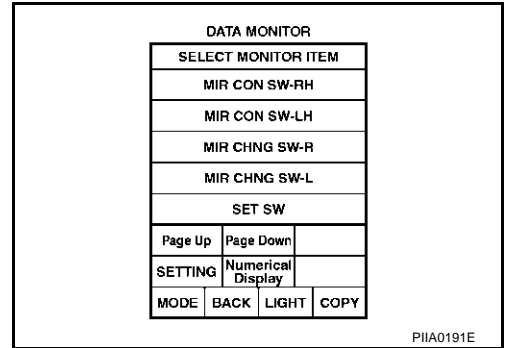 DATA MONITOR
SELECT MONITOR ITEM
MIR CON SW-RH
MIR CON SW-LH
MIR CHNG SW-R
MIR CHNG SW-L
SET SW
Page Up Page Down
SETTING Numerical Display
MODE BACK LIGHT COPY
PIIA0191E